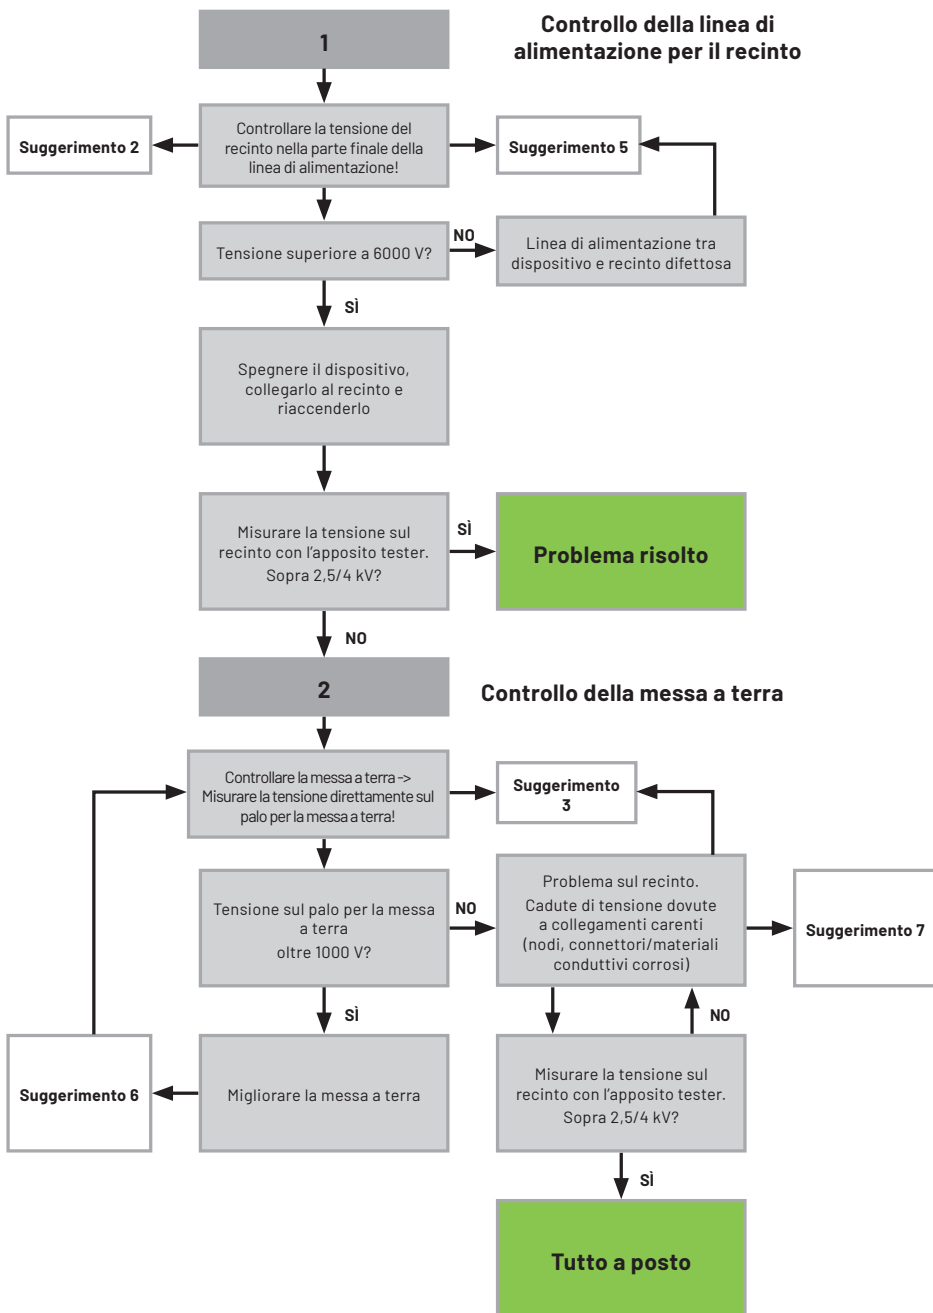 1
Controllo della linea di
alimentazione per il recinto
Suggerimento 2
Controllare la tensione del
recinto nella parte finale della
linea di alimentazione!
Suggerimento 5
Tensione superiore a 6000 V?
NO
Linea di alimentazione tra
dispositivo e recinto difettosa
SÌ
Spegnere il dispositivo,
collegarlo al recinto e
riaccenderlo
Misurare la tensione sul
recinto con l'apposito tester.
Sopra 2,5/4 kV?
SÌ
Problema risolto
NO
2
Controllo della messa a terra
Controllare la messa a terra ->
Misurare la tensione direttamente sul
palo per la messa a terra!
Suggerimento
3
Tensione sul palo per la messa
a terra
oltre 1000 V?
NO
Problema sul recinto.
Cadute di tensione dovute
a collegamenti carenti
(nodi, connettori/materiali
conduttivi corrosi)
Suggerimento 7
SÌ
NO
Suggerimento 6
Migliorare la messa a terra
Misurare la tensione sul
recinto con l'apposito tester.
Sopra 2,5/4 kV?
SÌ
Tutto a posto